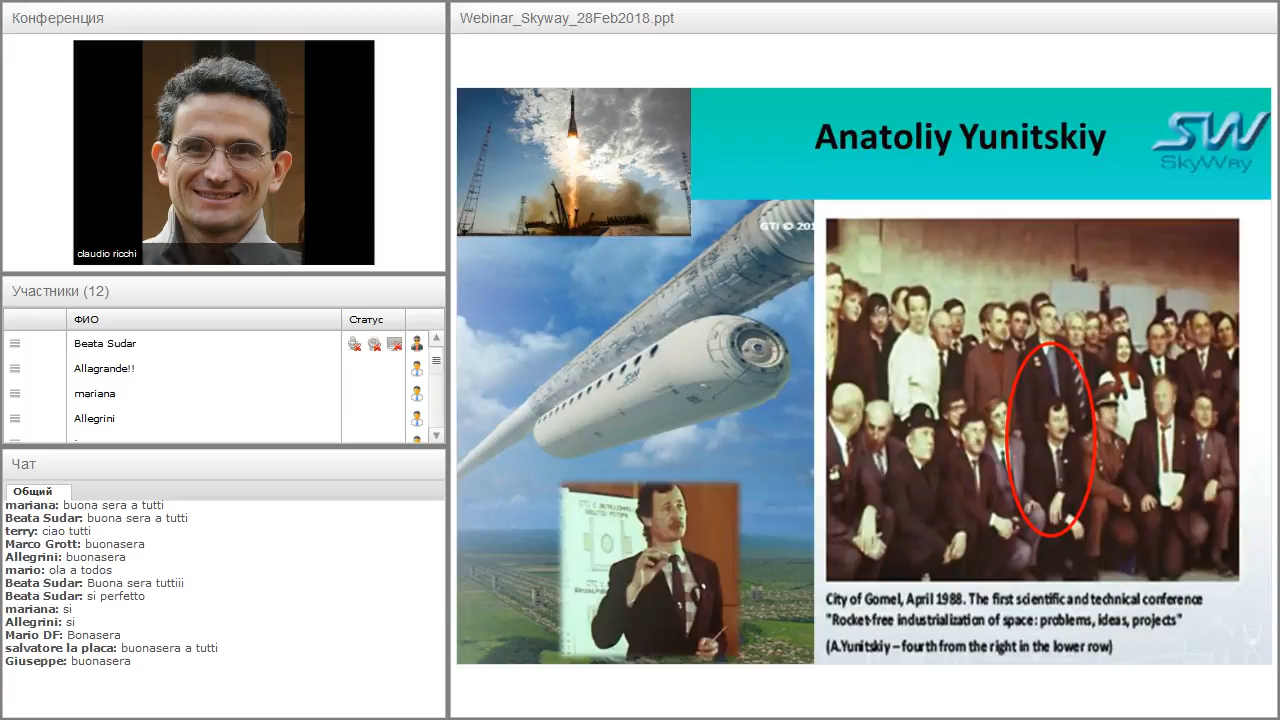 Конференция
claudio ricchi
Участники (12)
ФИО
Статус
Beata Sudar
Allagrande!!
mariana
Allegrini
Чат
Общий
mariana: buona sera a tutti
Beata Sudar: buona sera a tutti
terry: ciao tutti
Marco Grott: buonasera
Allegrini: buonasera
mario: ola a todos
Beata Sudar: Buona sera tuttiii
Beata Sudar: si perfetto
mariana: si
Allegrini: si
Mario DF: Bonasera
salvatore la placa: buonasera a tutti
Giuseppe: buonasera
Webinar_Skyway_28Feb2018.ppt
Anatoliy Yunitskiy
SW
SkyWay
GTI © 201
SW
City of Gomel, April 1988. The first scientific and technical conference
"Rocket-free industrialization of space: problems, ideas, projects"
(A.Yunitskiy – fourth from the right in the lower row)